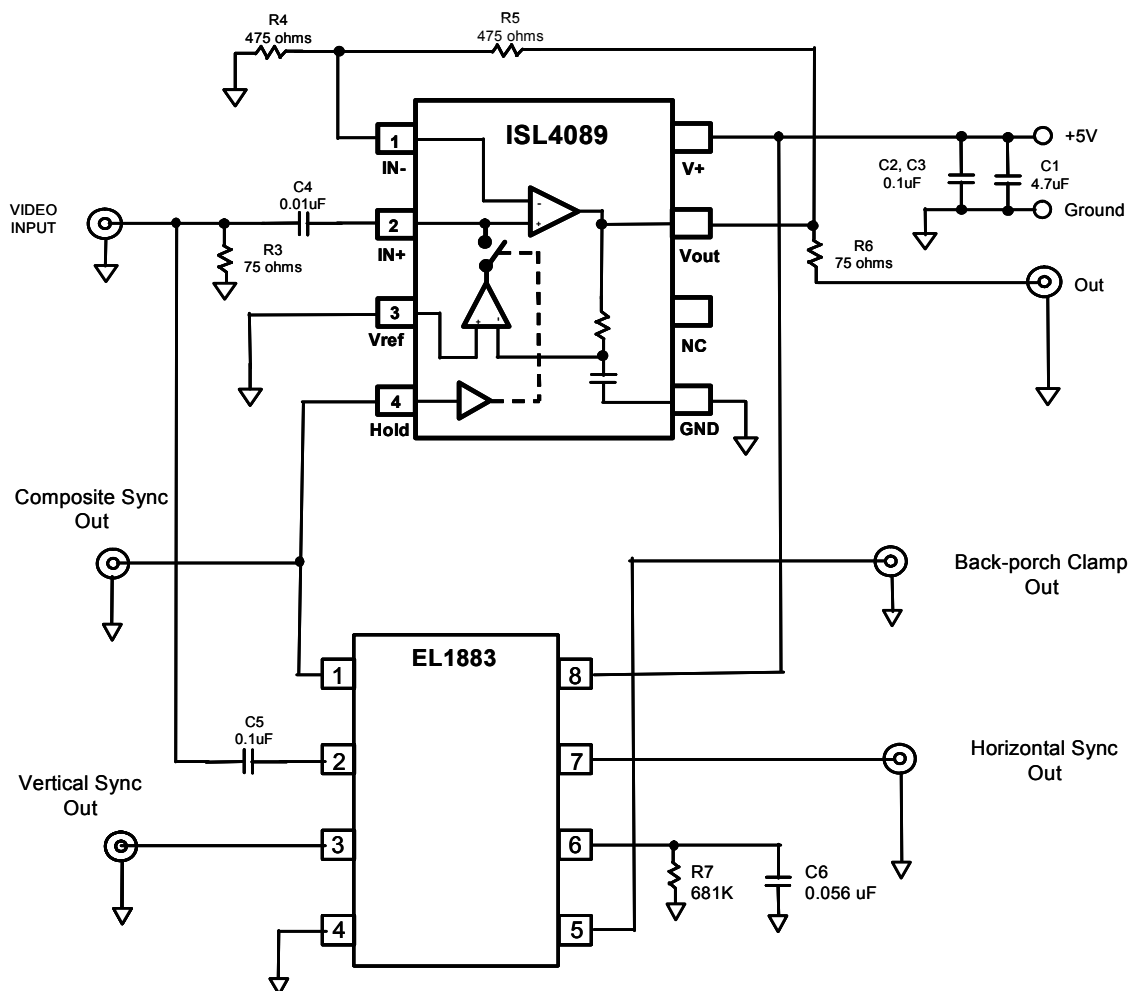 R4
475 ohms
R5
475 ohms
ISL4089
1
IN-
V+
+5V
C2, C3
0.1uF
C1
4.7uF
Ground
VIDEO
INPUT
C4
0.01uF
2
IN+
R3
75 ohms
-
+
Vout
R6
75 ohms
Out
3
Vref
+
-
NC
4
Hold
GND
Composite Sync
Out
Back-porch Clamp
Out
EL1883
1
8
C5
0.1uF
2
7
Horizontal Sync
Out
Vertical Sync
Out
3
6
R7
681K
C6
0.056 uF
4
5